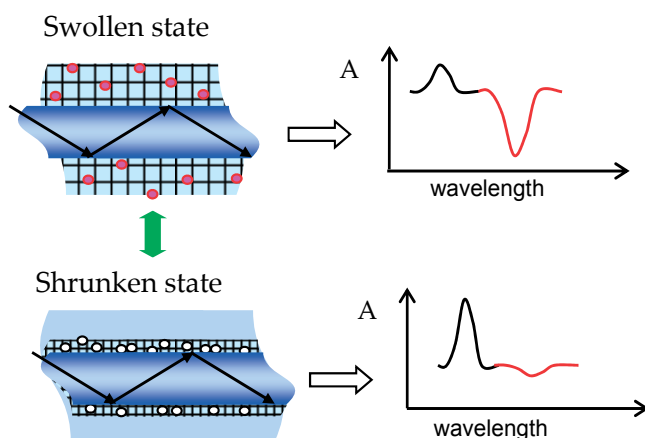 Swollen state
A
wavelength
Shrunken state
A
wavelength